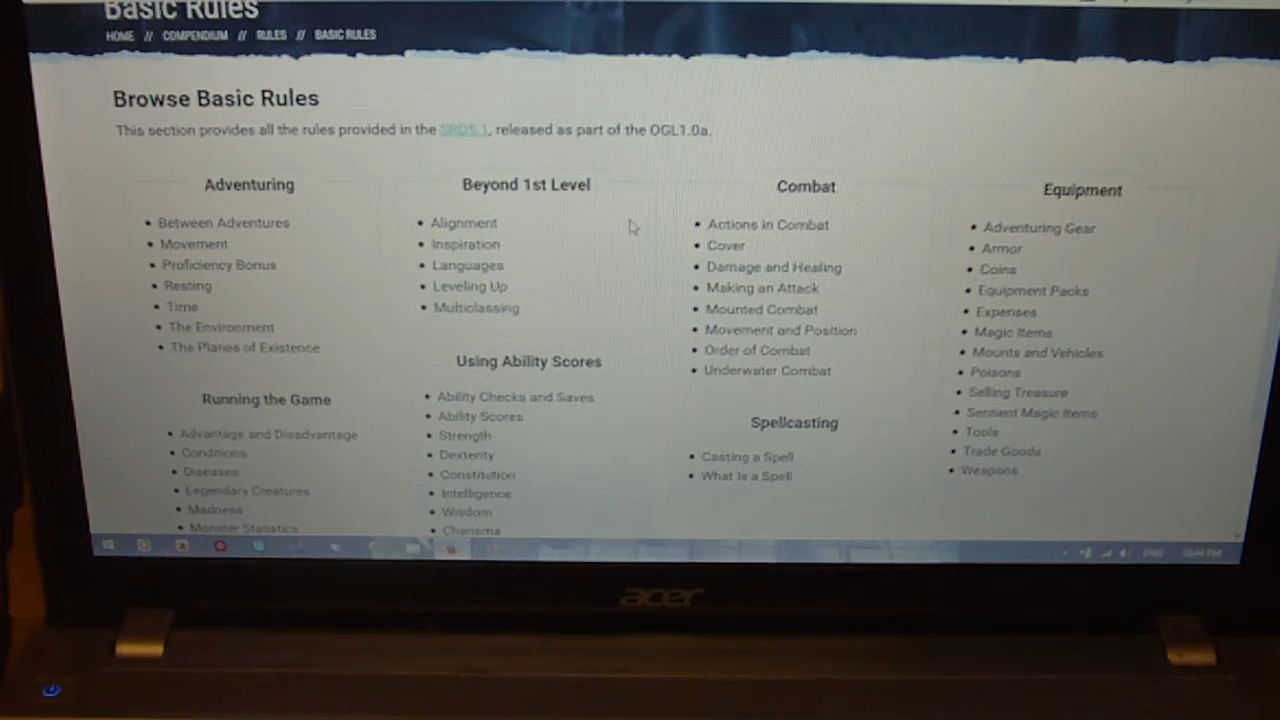 Basic Rules
HOME // COMPENDIUM // RULES // BASIC RULES
Browse Basic Rules
This section provides all the rules provided in the SRD5.1, released as part of the OGL1.0a.
Adventuring
Between Adventures
Movement
Proficiency Bonus
Resting
Time
The Environment
The Planes of Existence
Running the Game
Advantage and Disadvantage
Conditions
Diseases
Legendary Creatures
Madness
Monster Statistics
Beyond 1st Level
Alignment
Inspiration
Languages
Leveling Up
Multiclassing
Using Ability Scores
Ability Checks and Saves
Ability Scores
Strength
Dexterity
Constitution
Intelligence
Wisdom
Charisma
Combat
Actions in Combat
Cover
Damage and Healing
Making an Attack
Mounted Combat
Movement and Position
Order of Combat
Underwater Combat
Spellcasting
Casting a Spell
What Is a Spell
Equipment
Adventuring Gear
Armor
Coins
Equipment Packs
Expenses
Magic Items
Mounts and Vehicles
Poisons
Selling Treasure
Sentient Magic Items
Tools
Trade Goods
Weapons
ENG
acer